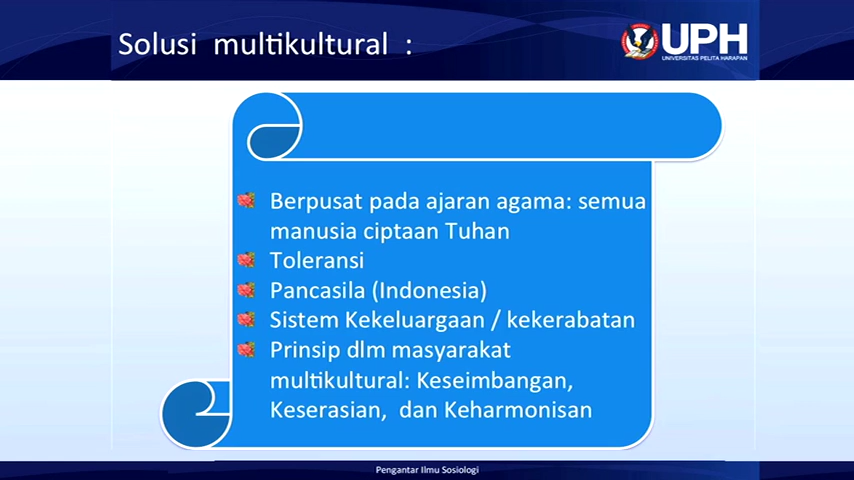 Solusi multikultural :
UPH
UNIVERSITAS PELITA HARAPAN
Berpusat pada ajaran agama: semua
manusia ciptaan Tuhan
Toleransi
Pancasila (Indonesia)
Sistem Kekeluargaan / kekerabatan
Prinsip dlm masyarakat
multikultural: Keseimbangan,
Keserasian, dan Keharmonisan
Pengantar Ilmu Sosiologi